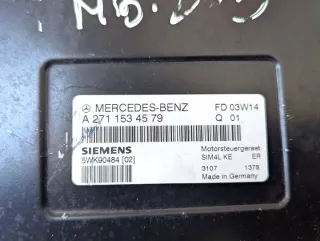 MERCEDES-BENZ FD 03W14
A 271 153 45 79 Q 01
SIEMENS Motorsteuergeraet
5WK90484 [02] SIM4L KE ER
3107 1378
Made in Germany